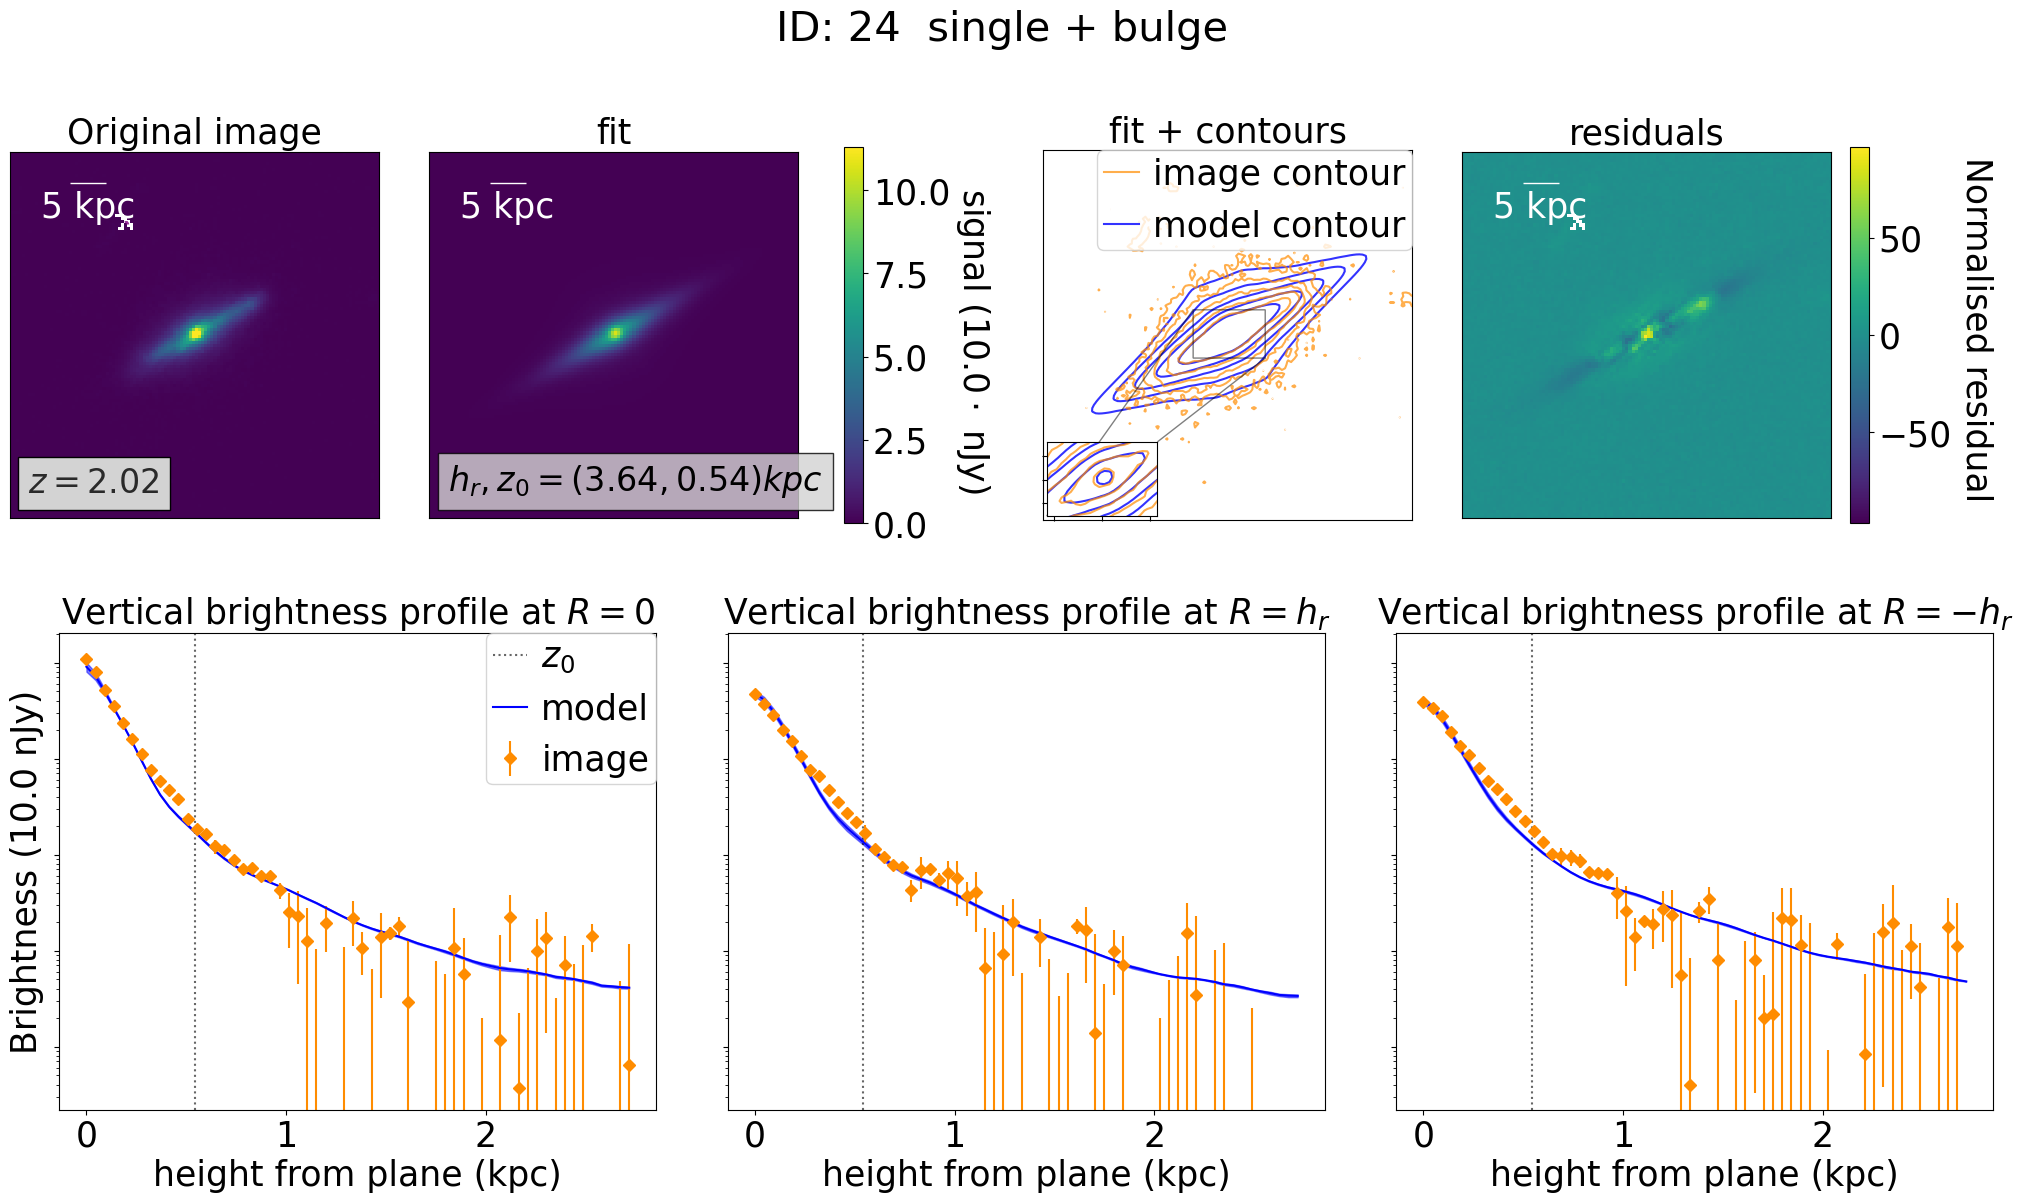 ID: 24  single + bulge
Original image
fit
fit + contours
residuals
5 kpc
z = 2.02
5 kpc
h_r, z_0 = (3.64, 0.54)kpc
10.0
7.5
5.0
2.5
0.0
signal (10.0 · nJy)
image contour
model contour
5 kpc
50
0
−50
Normalised residual
Vertical brightness profile at R = 0
Vertical brightness profile at R = h_r
Vertical brightness profile at R = −h_r
z_0
model
image
Brightness (10.0 nJy)
0 1 2
height from plane (kpc)
0 1 2
height from plane (kpc)
0 1 2
height from plane (kpc)